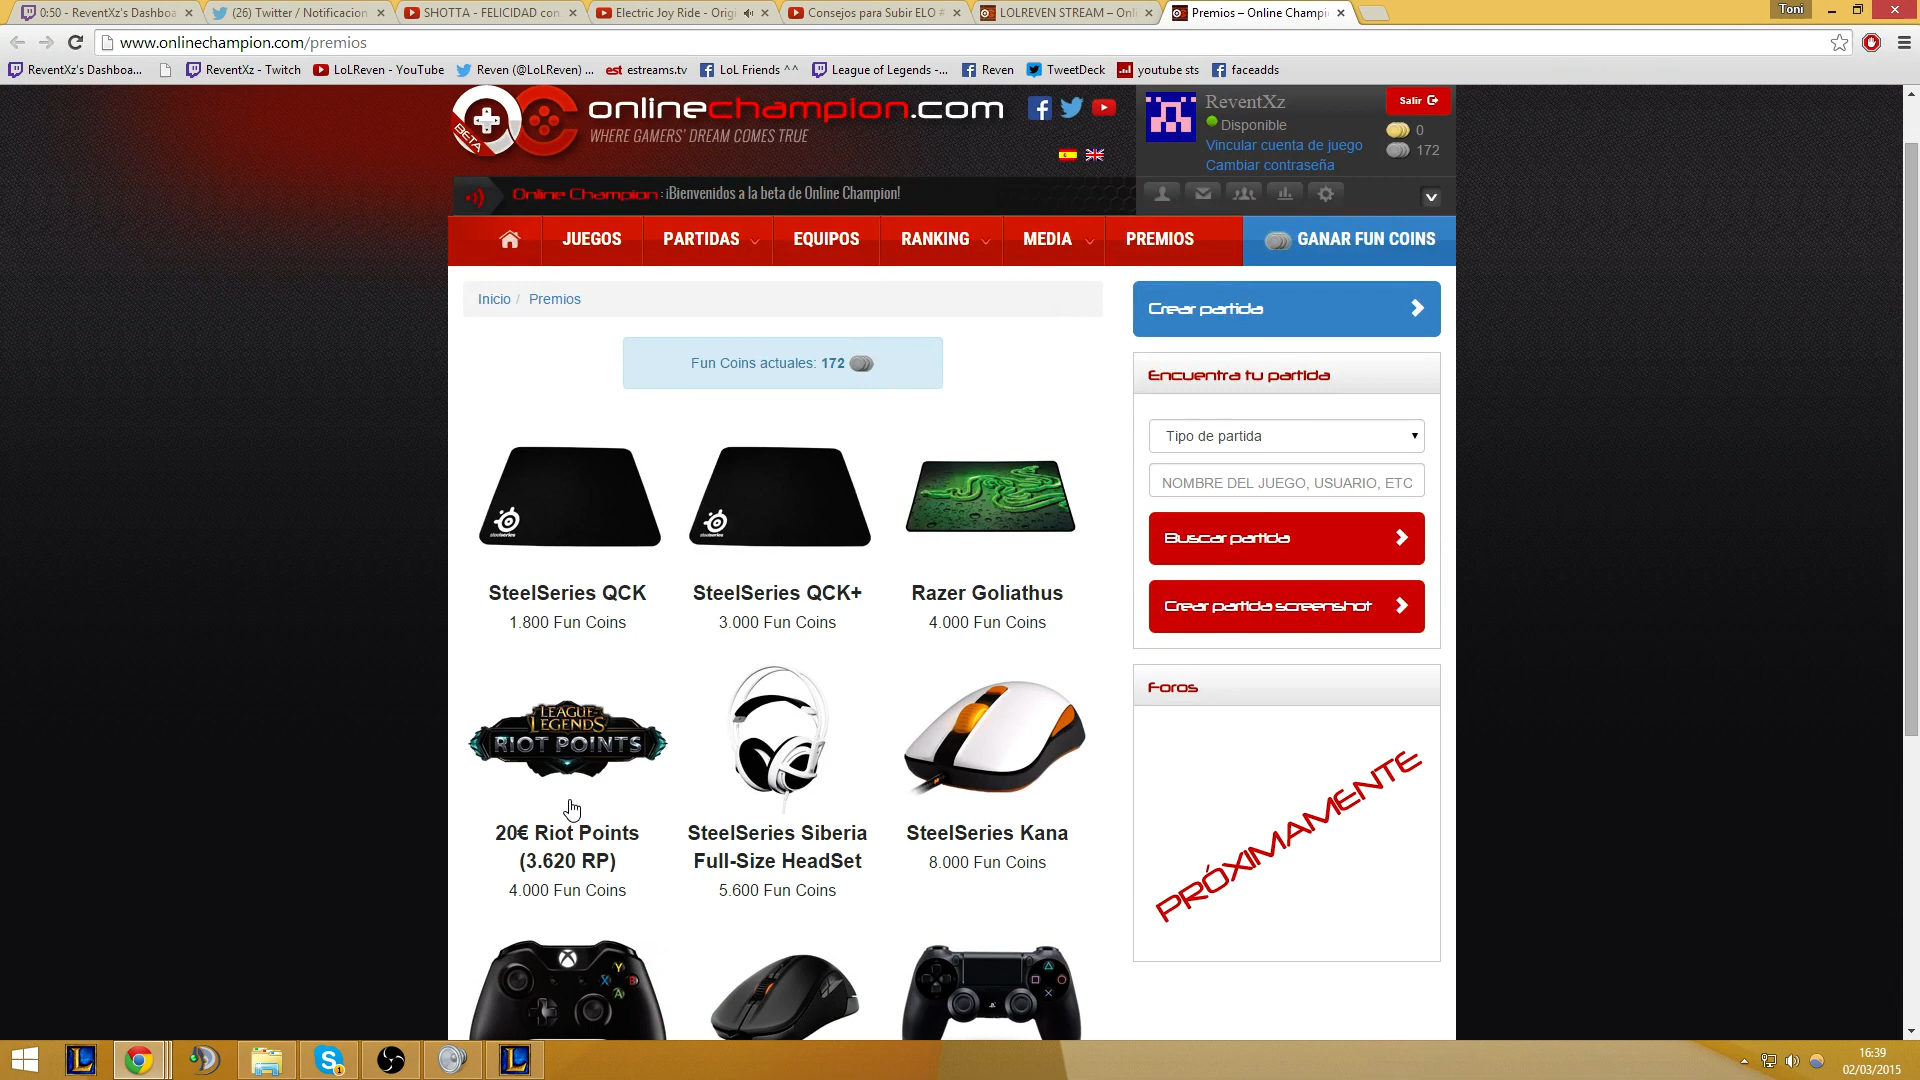 0:50 - ReventXz's Dashboa
(26) Twitter / Notificacion
SHOTTA - FELICIDAD con
Electric Joy Ride - Origi
Consejos para Subir ELO #
LOLREVEN STREAM – Onli
Premios – Online Champi
Toni
www.onlinechampion.com/premios
ReventXz's Dashboa...
ReventXz - Twitch
LoLReven - YouTube
Reven (@LoLReven) ...
est estreams.tv
LoL Friends ^^
League of Legends -...
Reven
TweetDeck
youtube sts
faceadds
BETA
onlinechampion.com
WHERE GAMERS' DREAM COMES TRUE
ReventXz
Disponible
Vincular cuenta de juego
Cambiar contraseña
Salir
0
172
Online Champion : ¡Bienvenidos a la beta de Online Champion!
JUEGOS
PARTIDAS
EQUIPOS
RANKING
MEDIA
PREMIOS
GANAR FUN COINS
Inicio / Premios
Fun Coins actuales: 172
steelseries
steelseries
SteelSeries QCK
1.800 Fun Coins
SteelSeries QCK+
3.000 Fun Coins
Razer Goliathus
4.000 Fun Coins
LEAGUE OF LEGENDS
RIOT POINTS
20€ Riot Points
(3.620 RP)
4.000 Fun Coins
SteelSeries Siberia
Full-Size HeadSet
5.600 Fun Coins
SteelSeries Kana
8.000 Fun Coins
Y
X
B
A
Crear partida
Encuentra tu partida
Tipo de partida
NOMBRE DEL JUEGO, USUARIO, ETC
Buscar partida
Crear partida screenshot
Foros
PRÓXIMAMENTE
16:39
02/03/2015